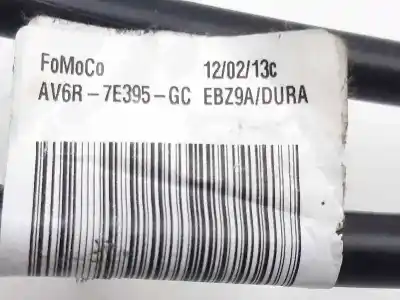 FoMoCo 12/02/13c
AV6R-7E395-GC EBZ9A/DURA